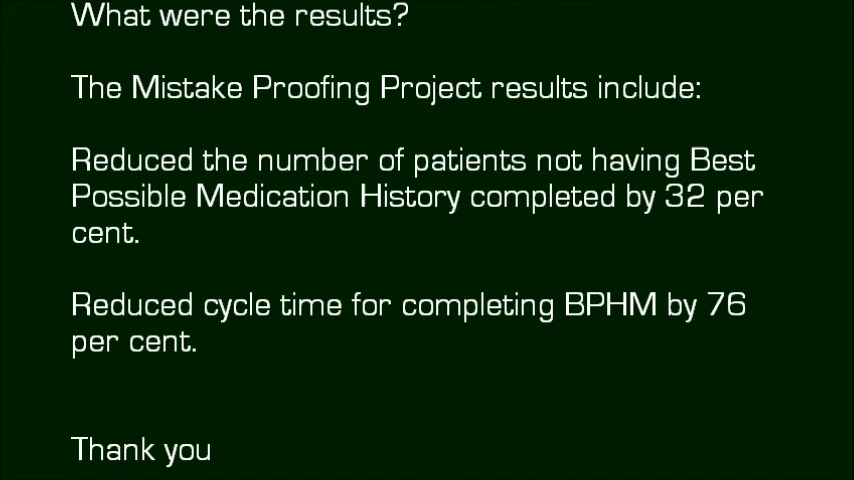 What were the results?
The Mistake Proofing Project results include:
Reduced the number of patients not having Best
Possible Medication History completed by 32 per
cent.
Reduced cycle time for completing BPHM by 76
per cent.
Thank you